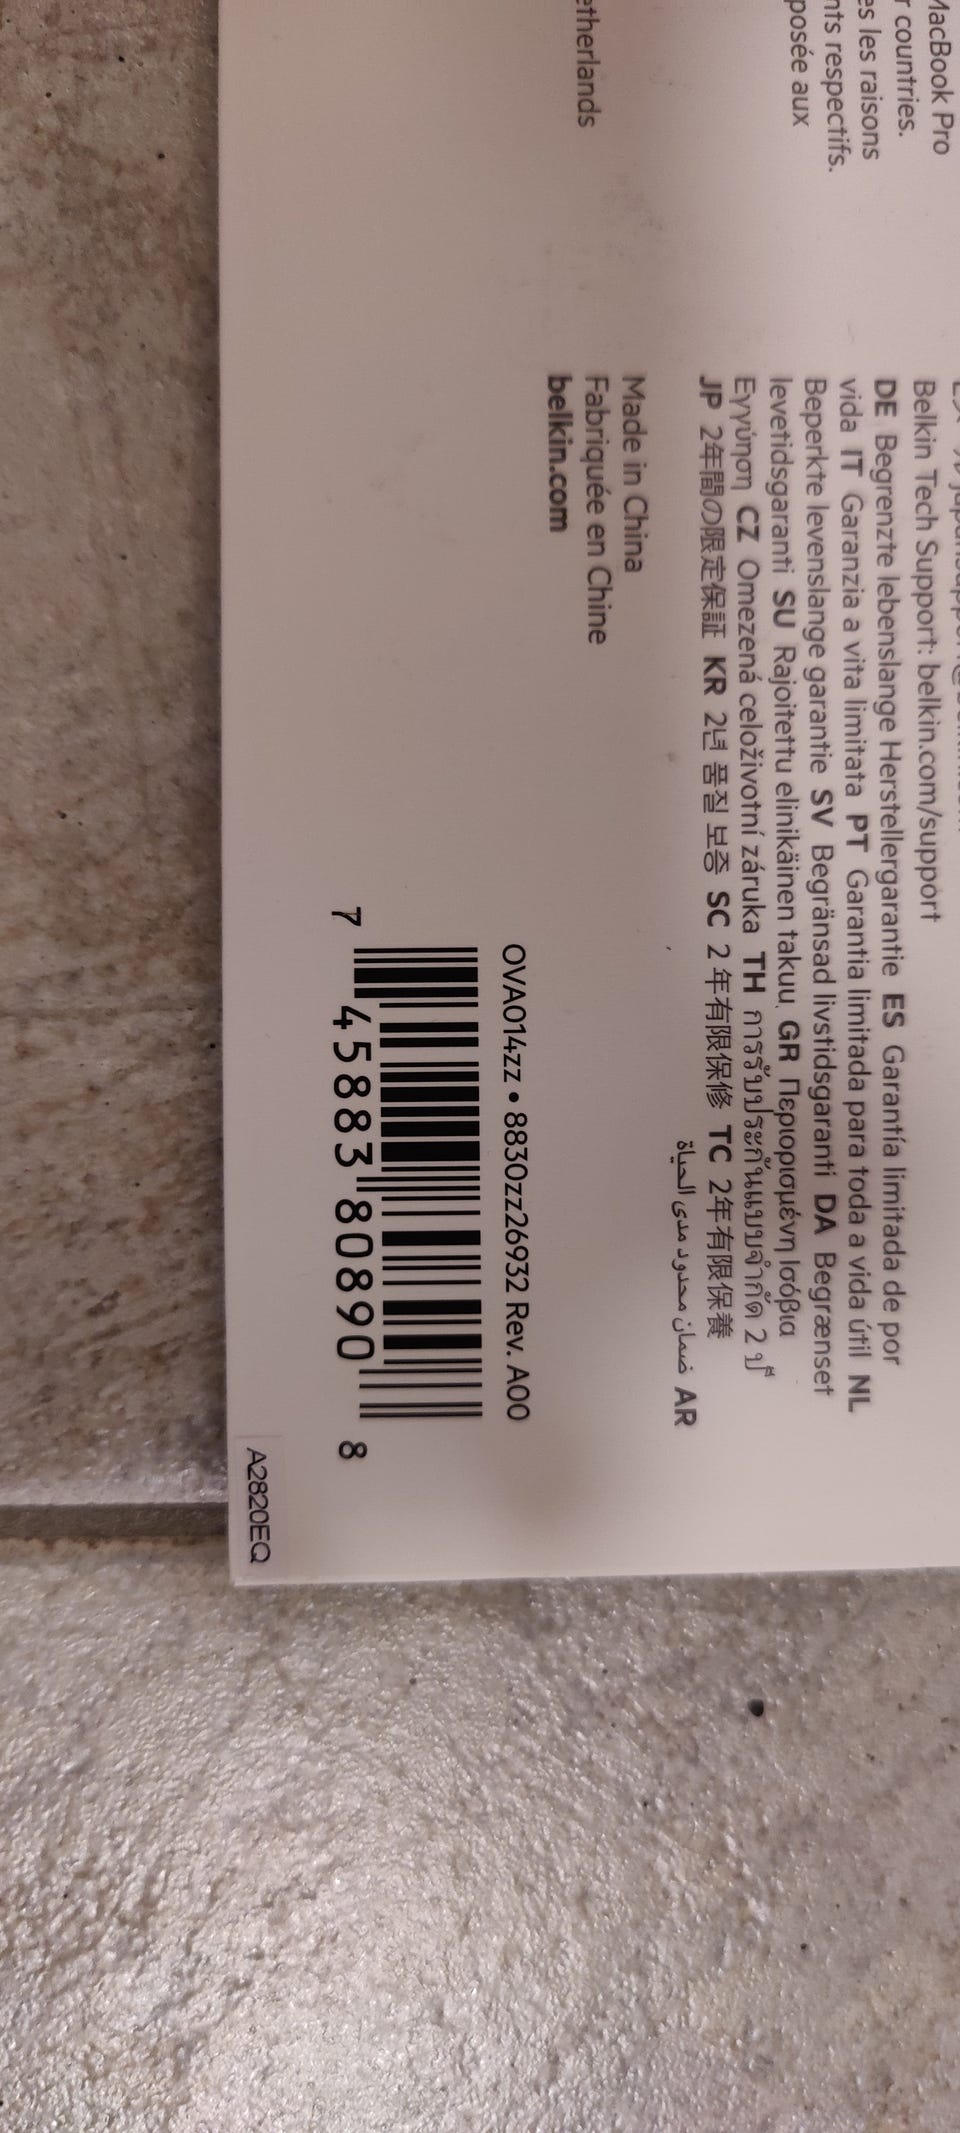 MacBook Pro
countries.
es les raisons
nts respectifs.
posée aux
etherlands
Belkin Tech Support: belkin.com/support
DE Begrenzte lebenslange Herstellergarantie ES Garantía limitada de por
vida IT Garanzia a vita limitata PT Garantia limitada para toda a vida útil NL
Beperkte levenslange garantie SV Begränsad livstidsgaranti DA Begrænset
levetidsgaranti SU Rajoitettu elinikäinen takuu GR Περιορισμένη Ισόβια
Εγγύηση CZ Omezená celoživotní záruka TH การรับประกันแบบจำกัด 2 ปี
JP 2年間の限定保証 KR 2년 품질 보증 SC 2 年有限保修 TC 2年有限保養
ضمان محدود مدى الحياة AR
Made in China
Fabriquée en Chine
belkin.com
OVA014zz • 8830zz26932 Rev. A00
7 45883 80890 8
A2820EQ